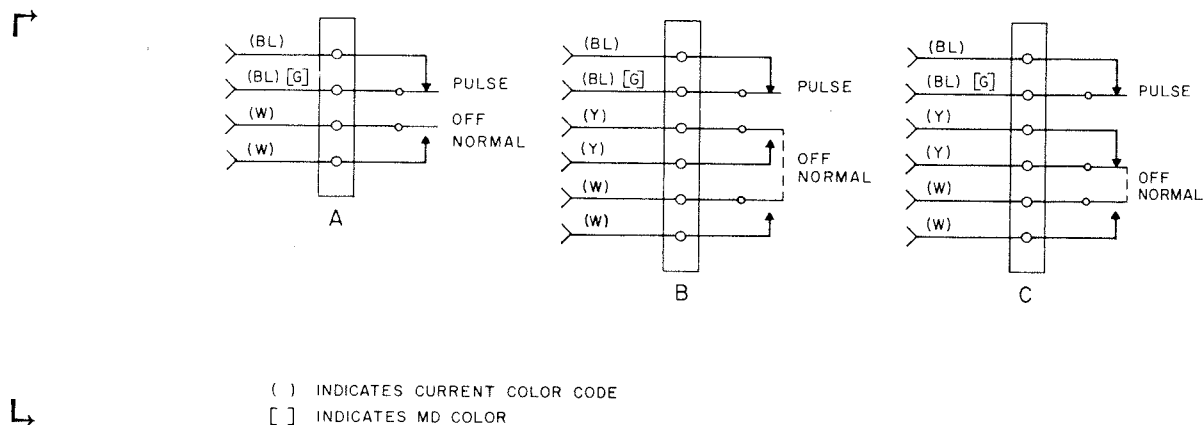 (BL)
(BL) [G]
(W)
(W)
PULSE
OFF
NORMAL
A
(BL)
(BL) [G]
(Y)
(Y)
(W)
(W)
PULSE
OFF
NORMAL
B
(BL)
(BL) [G]
(Y)
(Y)
(W)
(W)
PULSE
OFF
NORMAL
C
( ) INDICATES CURRENT COLOR CODE
[ ] INDICATES MD COLOR